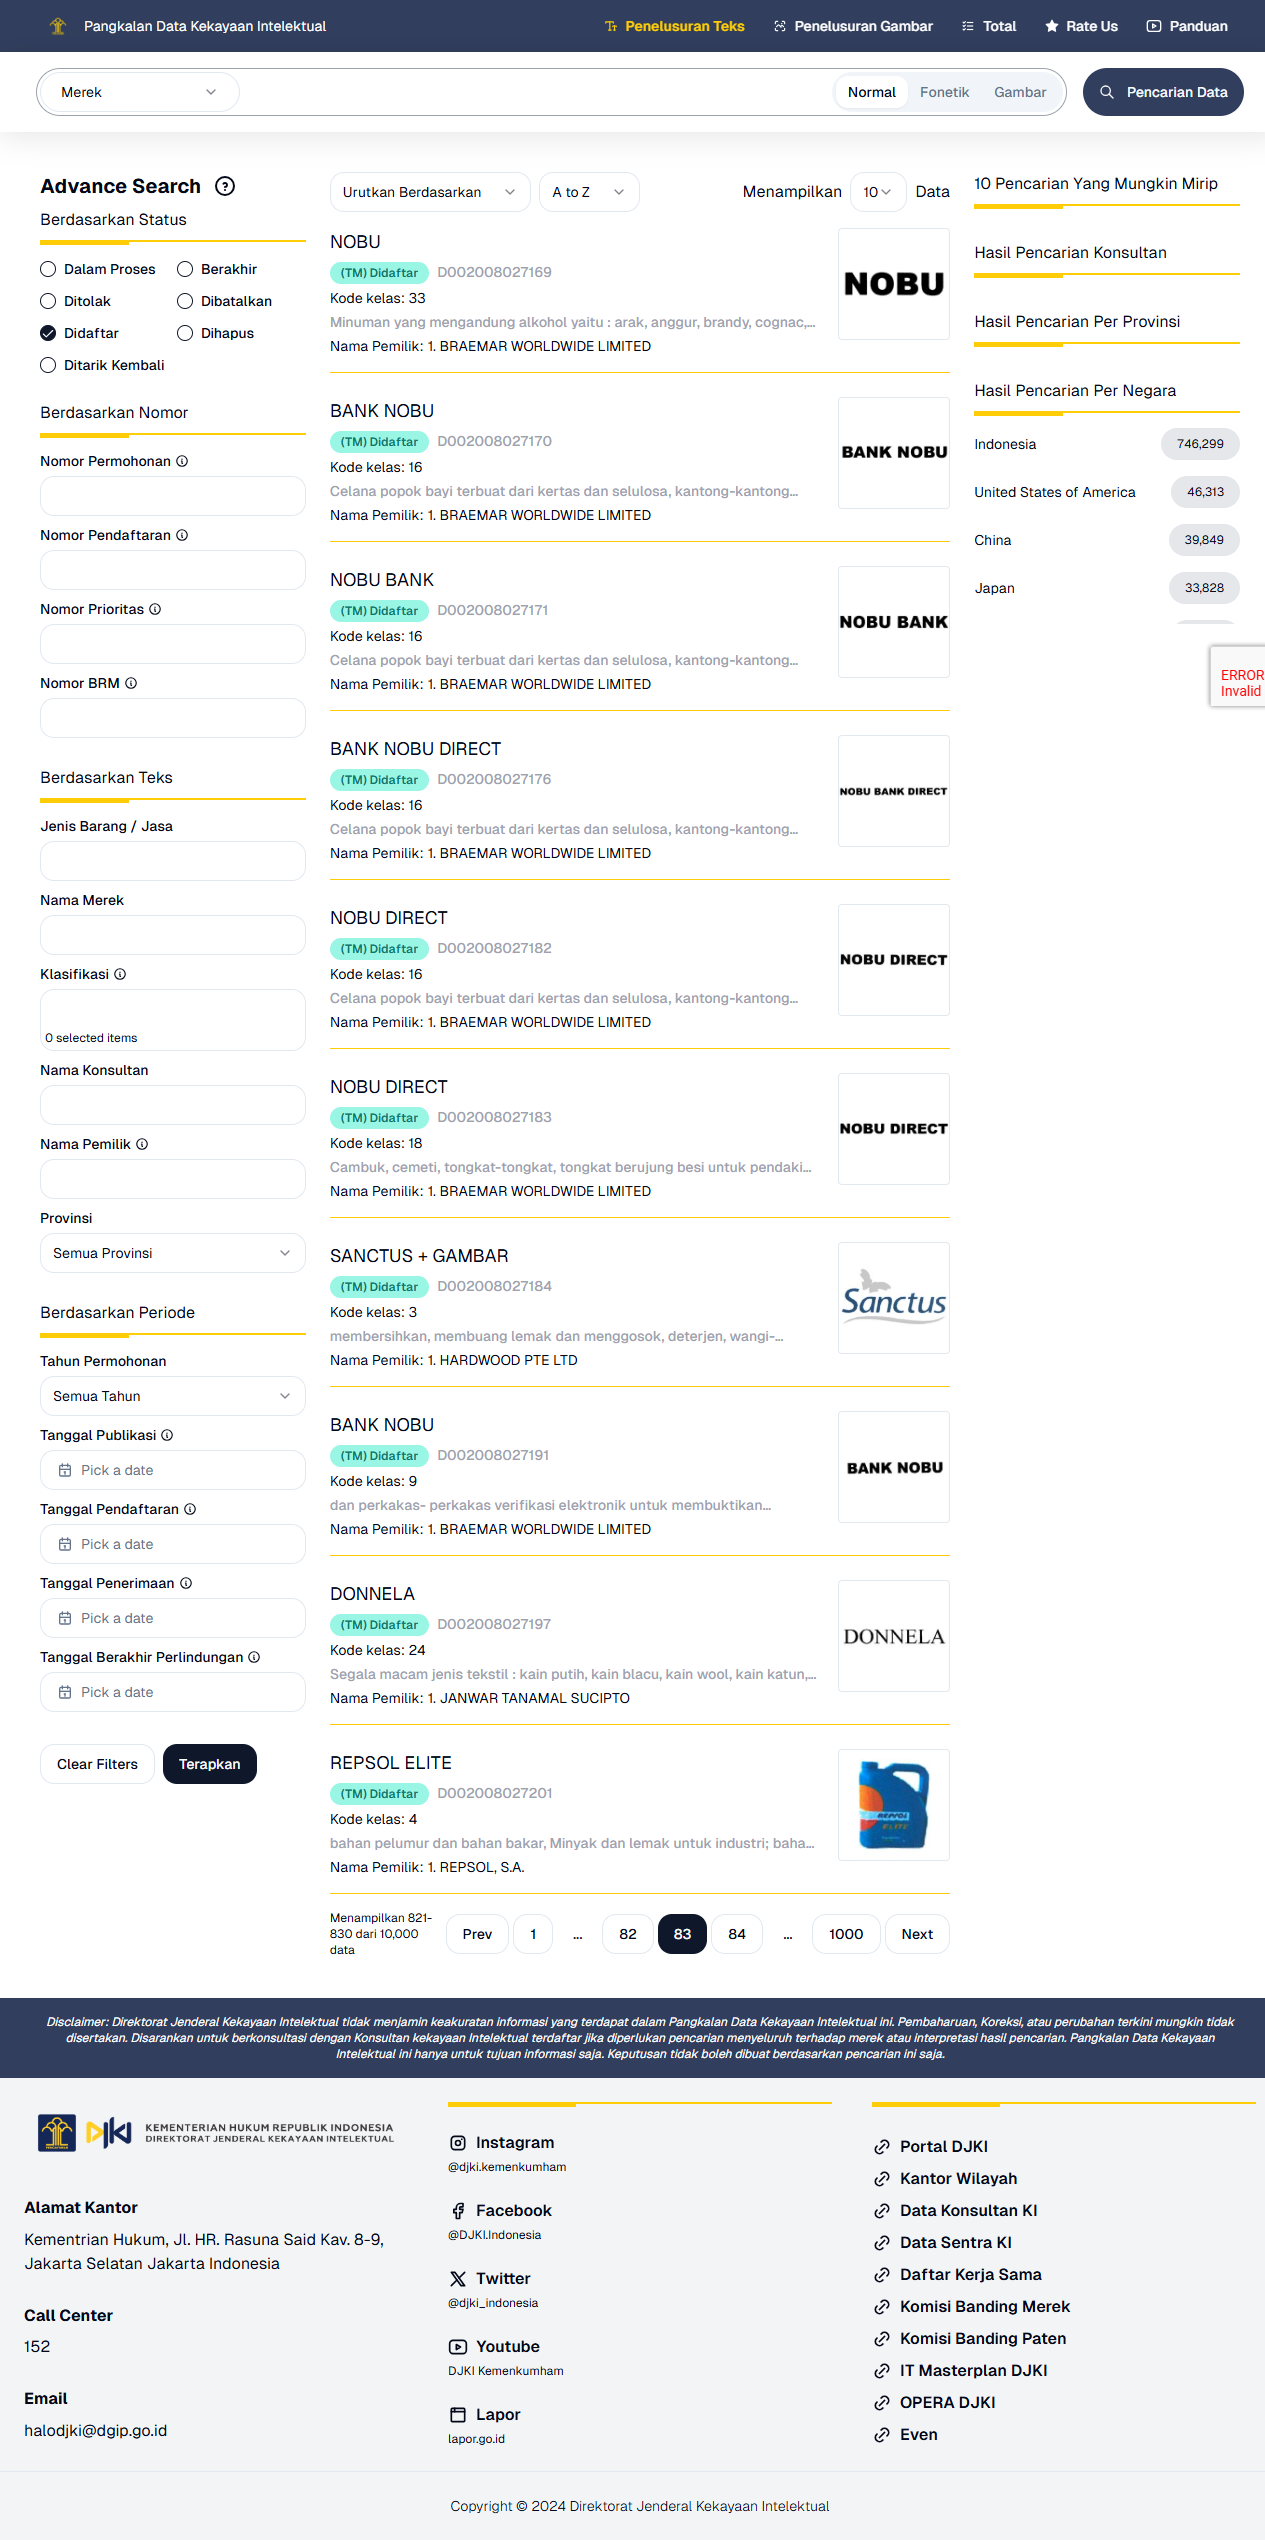 Pangkalan Data Kekayaan Intelektual
Penelusuran Teks
Penelusuran Gambar
Total
Rate Us
Panduan
Merek
Normal
Fonetik
Gambar
Pencarian Data
Advance Search
Berdasarkan Status
Dalam Proses
Berakhir
Ditolak
Dibatalkan
Didaftar
Dihapus
Ditarik Kembali
Berdasarkan Nomor
Nomor Permohonan
Nomor Pendaftaran
Nomor Prioritas
Nomor BRM
Berdasarkan Teks
Jenis Barang / Jasa
Nama Merek
Klasifikasi
0 selected items
Nama Konsultan
Nama Pemilik
Provinsi
Semua Provinsi
Berdasarkan Periode
Tahun Permohonan
Semua Tahun
Tanggal Publikasi
Pick a date
Tanggal Pendaftaran
Pick a date
Tanggal Penerimaan
Pick a date
Tanggal Berakhir Perlindungan
Pick a date
Clear Filters
Terapkan
Urutkan Berdasarkan
A to Z
Menampilkan
10
Data
NOBU
(TM) Didaftar
D002008027169
Kode kelas: 33
Minuman yang mengandung alkohol yaitu : arak, anggur, brandy, cognac,...
Nama Pemilik: 1. BRAEMAR WORLDWIDE LIMITED
NOBU
BANK NOBU
(TM) Didaftar
D002008027170
Kode kelas: 16
Celana popok bayi terbuat dari kertas dan selulosa, kantong-kantong...
Nama Pemilik: 1. BRAEMAR WORLDWIDE LIMITED
BANK NOBU
NOBU BANK
(TM) Didaftar
D002008027171
Kode kelas: 16
Celana popok bayi terbuat dari kertas dan selulosa, kantong-kantong...
Nama Pemilik: 1. BRAEMAR WORLDWIDE LIMITED
NOBU BANK
BANK NOBU DIRECT
(TM) Didaftar
D002008027176
Kode kelas: 16
Celana popok bayi terbuat dari kertas dan selulosa, kantong-kantong...
Nama Pemilik: 1. BRAEMAR WORLDWIDE LIMITED
NOBU BANK DIRECT
NOBU DIRECT
(TM) Didaftar
D002008027182
Kode kelas: 16
Celana popok bayi terbuat dari kertas dan selulosa, kantong-kantong...
Nama Pemilik: 1. BRAEMAR WORLDWIDE LIMITED
NOBU DIRECT
NOBU DIRECT
(TM) Didaftar
D002008027183
Kode kelas: 18
Cambuk, cemeti, tongkat-tongkat, tongkat berujung besi untuk pendaki...
Nama Pemilik: 1. BRAEMAR WORLDWIDE LIMITED
NOBU DIRECT
SANCTUS + GAMBAR
(TM) Didaftar
D002008027184
Kode kelas: 3
membersihkan, membuang lemak dan menggosok, deterjen, wangi-...
Nama Pemilik: 1. HARDWOOD PTE LTD
Sanctus
BANK NOBU
(TM) Didaftar
D002008027191
Kode kelas: 9
dan perkakas- perkakas verifikasi elektronik untuk membuktikan...
Nama Pemilik: 1. BRAEMAR WORLDWIDE LIMITED
BANK NOBU
DONNELA
(TM) Didaftar
D002008027197
Kode kelas: 24
Segala macam jenis tekstil : kain putih, kain blacu, kain wool, kain katun,...
Nama Pemilik: 1. JANWAR TANAMAL SUCIPTO
DONNELA
REPSOL ELITE
(TM) Didaftar
D002008027201
Kode kelas: 4
bahan pelumur dan bahan bakar, Minyak dan lemak untuk industri; baha...
Nama Pemilik: 1. REPSOL, S.A.
REPSOL
ELITE
Menampilkan 821-
830 dari 10,000
data
Prev
1
...
82
83
84
...
1000
Next
10 Pencarian Yang Mungkin Mirip
Hasil Pencarian Konsultan
Hasil Pencarian Per Provinsi
Hasil Pencarian Per Negara
Indonesia
746,299
United States of America
46,313
China
39,849
Japan
33,828
ERROR
Invalid
Disclaimer: Direktorat Jenderal Kekayaan Intelektual tidak menjamin keakuratan informasi yang terdapat dalam Pangkalan Data Kekayaan Intelektual ini. Pembaharuan, Koreksi, atau perubahan terkini mungkin tidak
disertakan. Disarankan untuk berkonsultasi dengan Konsultan kekayaan Intelektual terdaftar jika diperlukan pencarian menyeluruh terhadap merek atau interpretasi hasil pencarian. Pangkalan Data Kekayaan
Intelektual ini hanya untuk tujuan informasi saja. Keputusan tidak boleh dibuat berdasarkan pencarian ini saja.
DJKI
KEMENTERIAN HUKUM REPUBLIK INDONESIA
DIREKTORAT JENDERAL KEKAYAAN INTELEKTUAL
Alamat Kantor
Kementrian Hukum, Jl. HR. Rasuna Said Kav. 8-9,
Jakarta Selatan Jakarta Indonesia
Call Center
152
Email
halodjki@dgip.go.id
Instagram
@djki.kemenkumham
Facebook
@DJKI.Indonesia
Twitter
@djki_indonesia
Youtube
DJKI Kemenkumham
Lapor
lapor.go.id
Portal DJKI
Kantor Wilayah
Data Konsultan KI
Data Sentra KI
Daftar Kerja Sama
Komisi Banding Merek
Komisi Banding Paten
IT Masterplan DJKI
OPERA DJKI
Even
Copyright © 2024 Direktorat Jenderal Kekayaan Intelektual